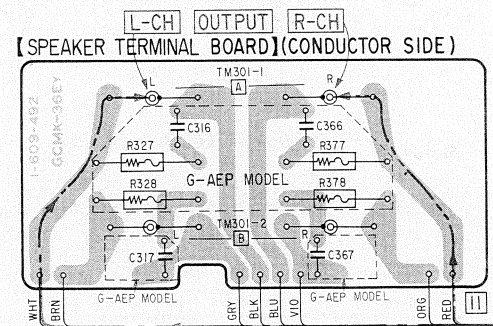 L-CH OUTPUT R-CH
【SPEAKER TERMINAL BOARD】(CONDUCTOR SIDE)
L TM301-1 R
A
C316 C366
1-609-492
GCMK-36EY
R327 R377
G-AEP MODEL
R328 R378
L TM301-2 R
B
C317 C367
G-AEP MODEL G-AEP MODEL
11
WHT BRN GRY BLK BLU VIO ORG RED